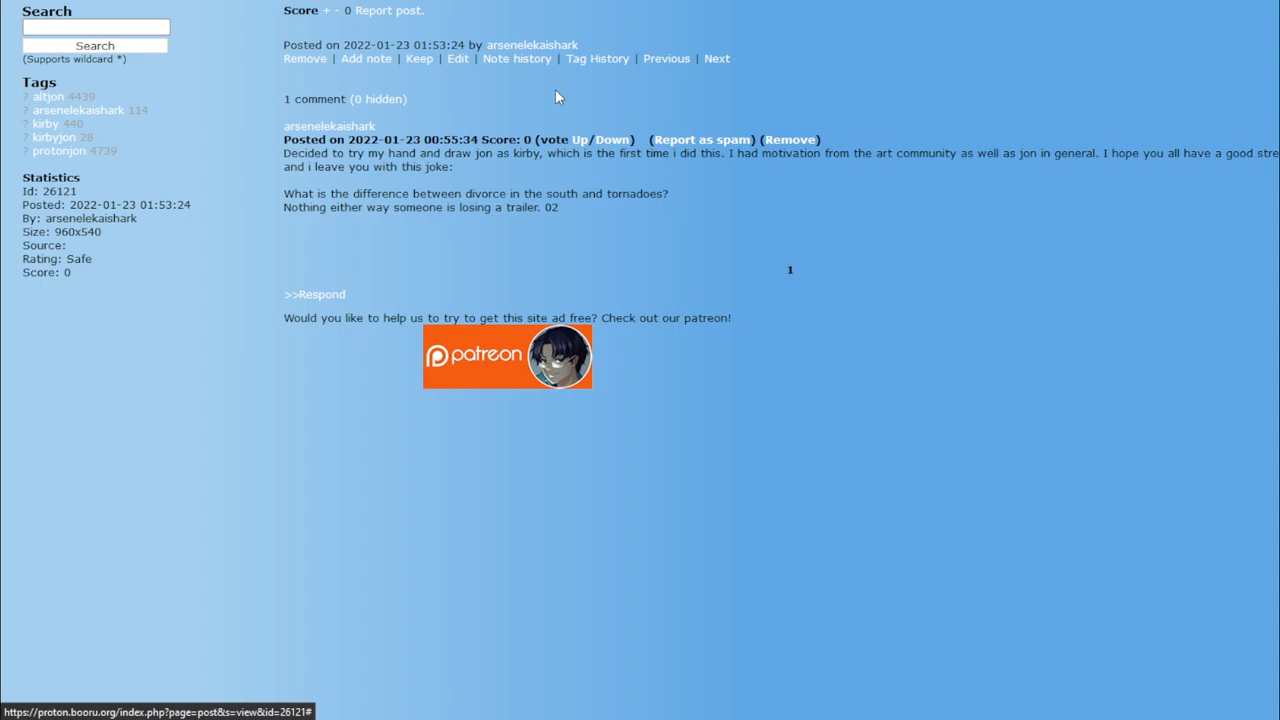 Search
Search
(Supports wildcard *)
Tags
? altjon 4439
? arsenelekaishark 114
? kirby 440
? kirbyjon 28
? protonjon 4739
Statistics
Id: 26121
Posted: 2022-01-23 01:53:24
By: arsenelekaishark
Size: 960x540
Source:
Rating: Safe
Score: 0
Score + - 0 Report post.
Posted on 2022-01-23 01:53:24 by arsenelekaishark
Remove | Add note | Keep | Edit | Note history | Tag History | Previous | Next
1 comment (0 hidden)
arsenelekaishark
Posted on 2022-01-23 00:55:34 Score: 0 (vote Up/Down) (Report as spam) (Remove)
Decided to try my hand and draw jon as kirby, which is the first time i did this. I had motivation from the art community as well as jon in general. I hope you all have a good stre
and i leave you with this joke:
What is the difference between divorce in the south and tornadoes?
Nothing either way someone is losing a trailer. 02
1
>>Respond
Would you like to help us to try to get this site ad free? Check out our patreon!
patreon
https://proton.booru.org/index.php?page=post&s=view&id=26121#